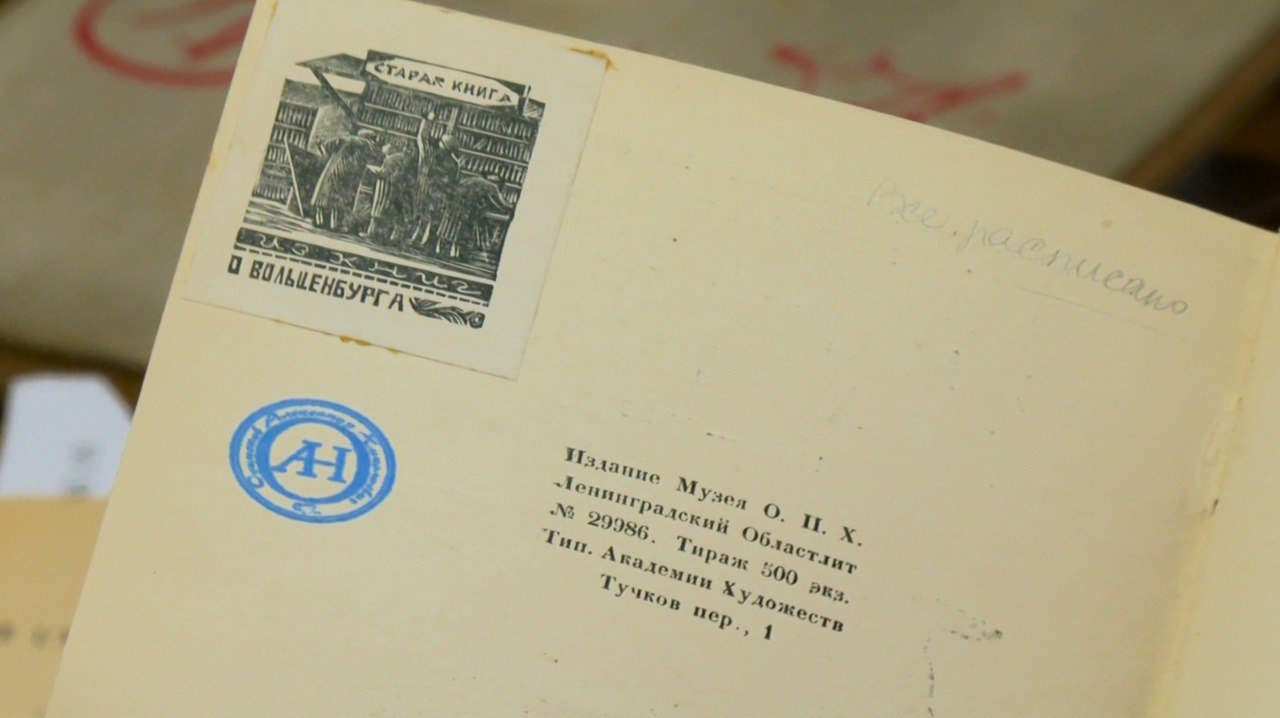 СТАРАЯ КНИГА
ИЗ КНИГ
О ВОЛЬЦЕНБУРГА
Все расписано
АН
Издание Музея О. П. Х.
Ленинградский Областлит
№ 29986. Тираж 500 экз.
Тип. Академии Художеств
Тучков пер., 1